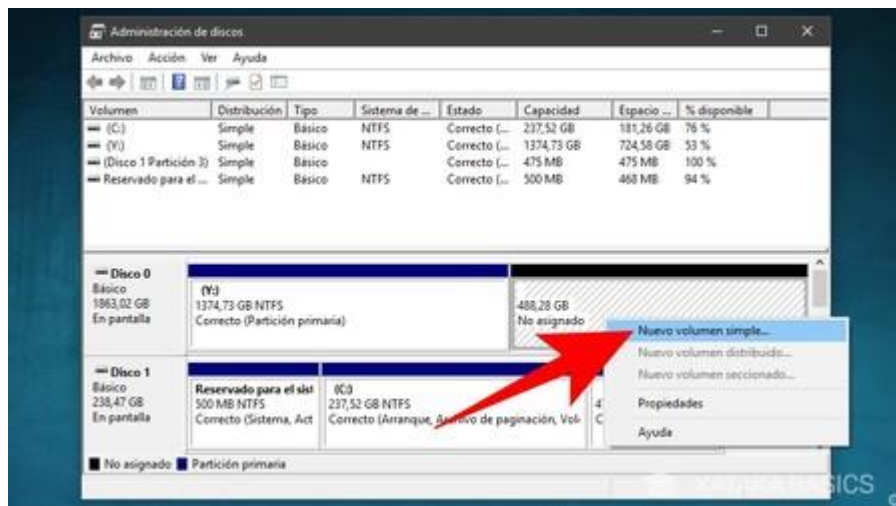 Administración de discos
Archivo Acción Ver Ayuda
Volumen Distribución Tipo Sistema de ... Estado Capacidad Espacio ... % disponible
(C:) Simple Básico NTFS Correcto (... 237,52 GB 181,26 GB 76 %
(Y:) Simple Básico NTFS Correcto (... 1374,73 GB 724,58 GB 53 %
(Disco 1 Partición 3) Simple Básico Correcto (... 475 MB 475 MB 100 %
Reservado para el ... Simple Básico NTFS Correcto (... 500 MB 468 MB 94 %
Disco 0
Básico
1863,02 GB
En pantalla
(Y:)
1374,73 GB NTFS
Correcto (Partición primaria)
488,28 GB
No asignado
Nuevo volumen simple...
Nuevo volumen distribuido...
Nuevo volumen seccionado...
Propiedades
Ayuda
Disco 1
Básico
238,47 GB
En pantalla
Reservado para el sist
500 MB NTFS
Correcto (Sistema, Act
(C:)
237,52 GB NTFS
Correcto (Arranque, de paginación, Vol
No asignado Partición primaria